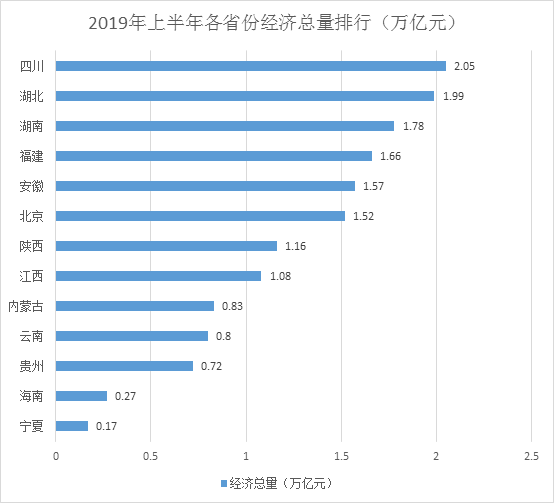 2019年上半年各省份经济总量排行（万亿元）
四川 2.05
湖北 1.99
湖南 1.78
福建 1.66
安徽 1.57
北京 1.52
陕西 1.16
江西 1.08
内蒙古 0.83
云南 0.8
贵州 0.72
海南 0.27
宁夏 0.17
0 0.5 1 1.5 2 2.5
经济总量（万亿元）